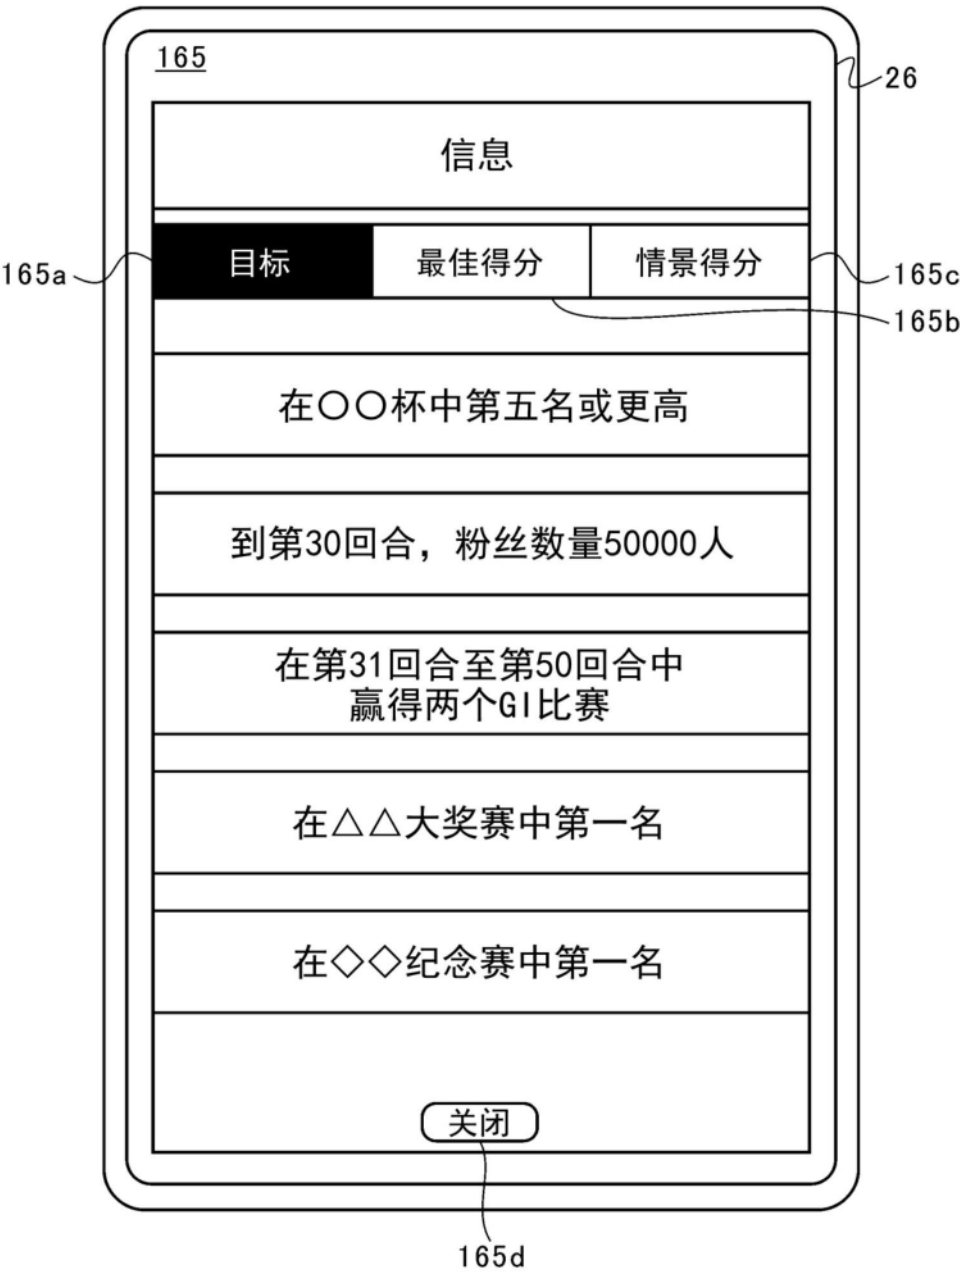 165
26
信息
165a
目标
最佳得分
情景得分
165c
165b
在○○杯中第五名或更高
到第30回合，粉丝数量50000人
在第31回合至第50回合中
赢得两个GI比赛
在△△大奖赛中第一名
在◇◇纪念赛中第一名
关闭
165d